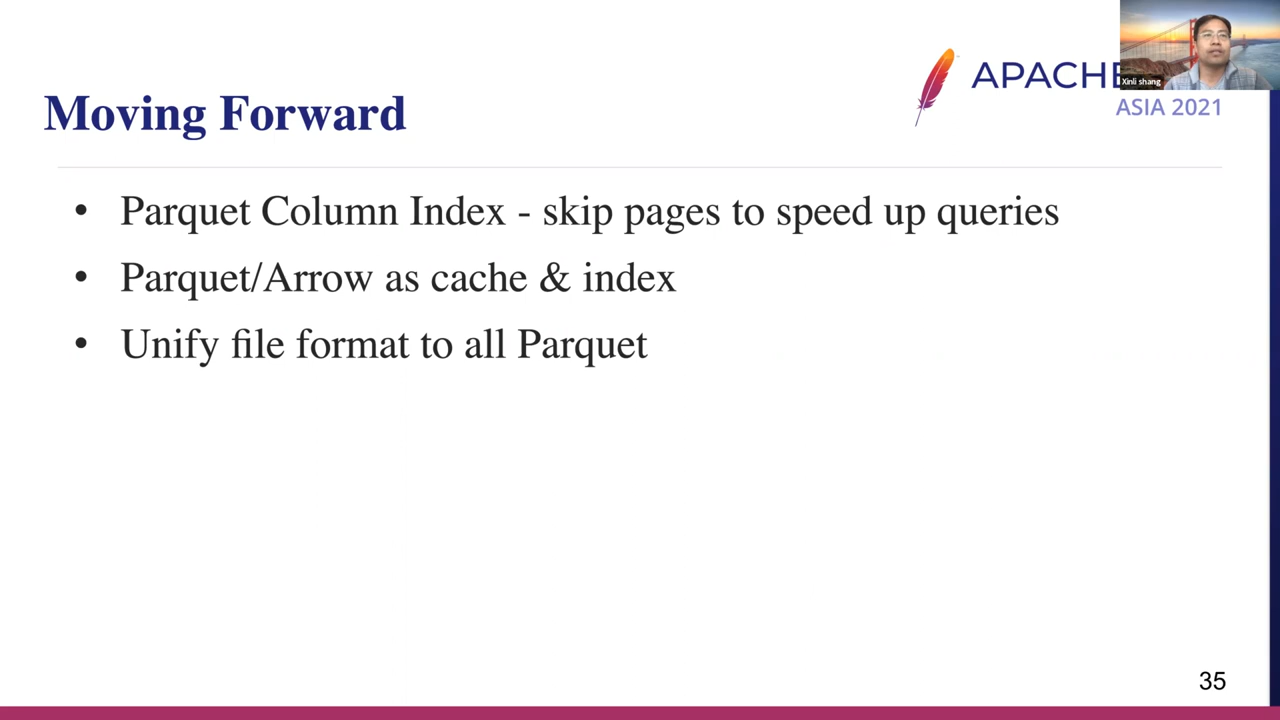 APACHE
Xinli shang
ASIA 2021
Moving Forward
• Parquet Column Index - skip pages to speed up queries
• Parquet/Arrow as cache & index
• Unify file format to all Parquet
35